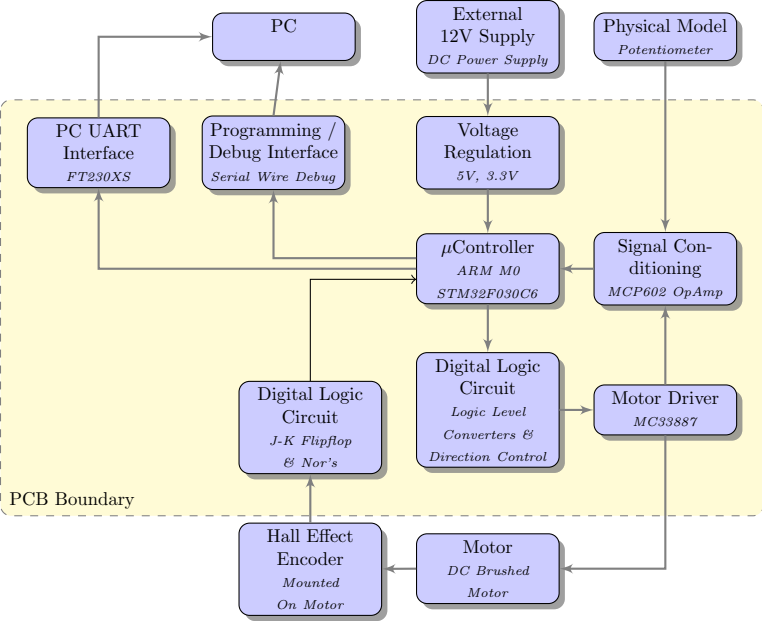 PC
External
12V Supply
DC Power Supply
Physical Model
Potentiometer
PC UART
Interface
FT230XS
Programming /
Debug Interface
Serial Wire Debug
Voltage
Regulation
5V, 3.3V
μController
ARM M0
STM32F030C6
Signal Con-
ditioning
MCP602 OpAmp
Digital Logic
Circuit
J-K Flipflop
& Nor's
Digital Logic
Circuit
Logic Level
Converters &
Direction Control
Motor Driver
MC33887
PCB Boundary
Hall Effect
Encoder
Mounted
On Motor
Motor
DC Brushed
Motor